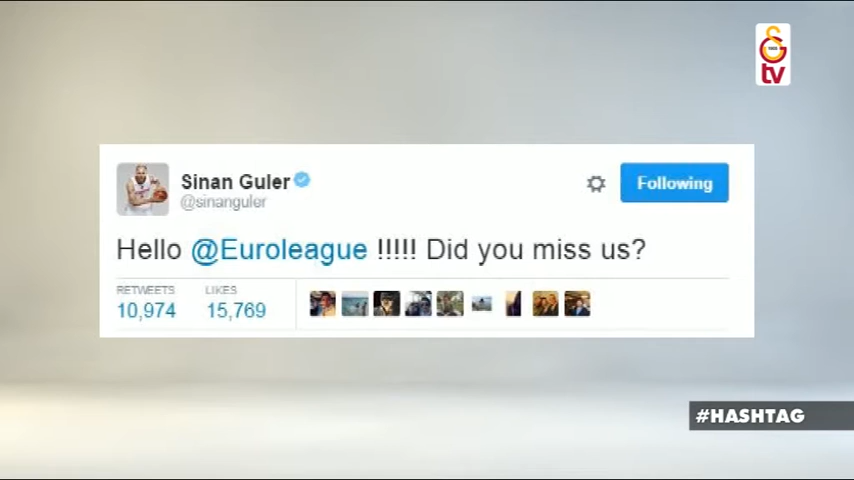 tv
Sinan Guler
@sinanguler
Following
Hello @Euroleague !!!!! Did you miss us?
RETWEETS
LIKES
10,974
15,769
#HASHTAG